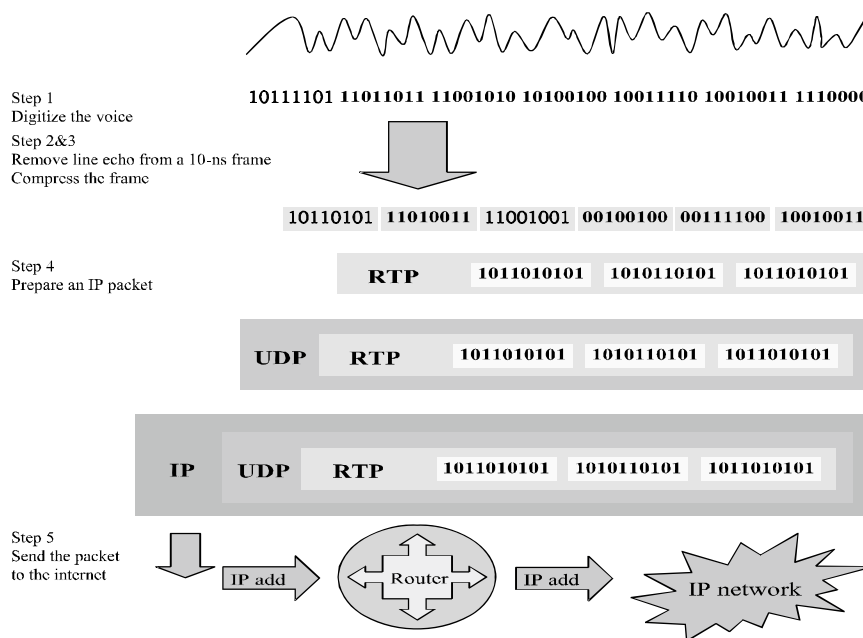 10111101 11011011 11001010 10100100 10011110 10010011 1110000
Step 1
Digitize the voice
Step 2&3
Remove line echo from a 10-ns frame
Compress the frame
10110101 11010011 11001001 00100100 00111100 10010011
Step 4
Prepare an IP packet
RTP 1011010101 1010110101 1011010101
UDP RTP 1011010101 1010110101 1011010101
IP UDP RTP 1011010101 1010110101 1011010101
Step 5
Send the packet
to the internet
IP add
Router
IP add
IP network